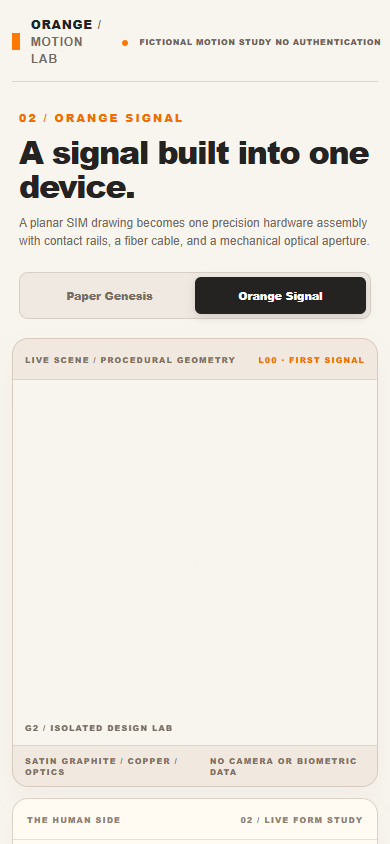 ORANGE /
MOTION
LAB
FICTIONAL MOTION STUDY NO AUTHENTICATION
02 / ORANGE SIGNAL
A signal built into one
device.
A planar SIM drawing becomes one precision hardware assembly
with contact rails, a fiber cable, and a mechanical optical aperture.
Paper Genesis
Orange Signal
LIVE SCENE / PROCEDURAL GEOMETRY
L00 · FIRST SIGNAL
G2 / ISOLATED DESIGN LAB
SATIN GRAPHITE / COPPER /
OPTICS
NO CAMERA OR BIOMETRIC
DATA
THE HUMAN SIDE
02 / LIVE FORM STUDY